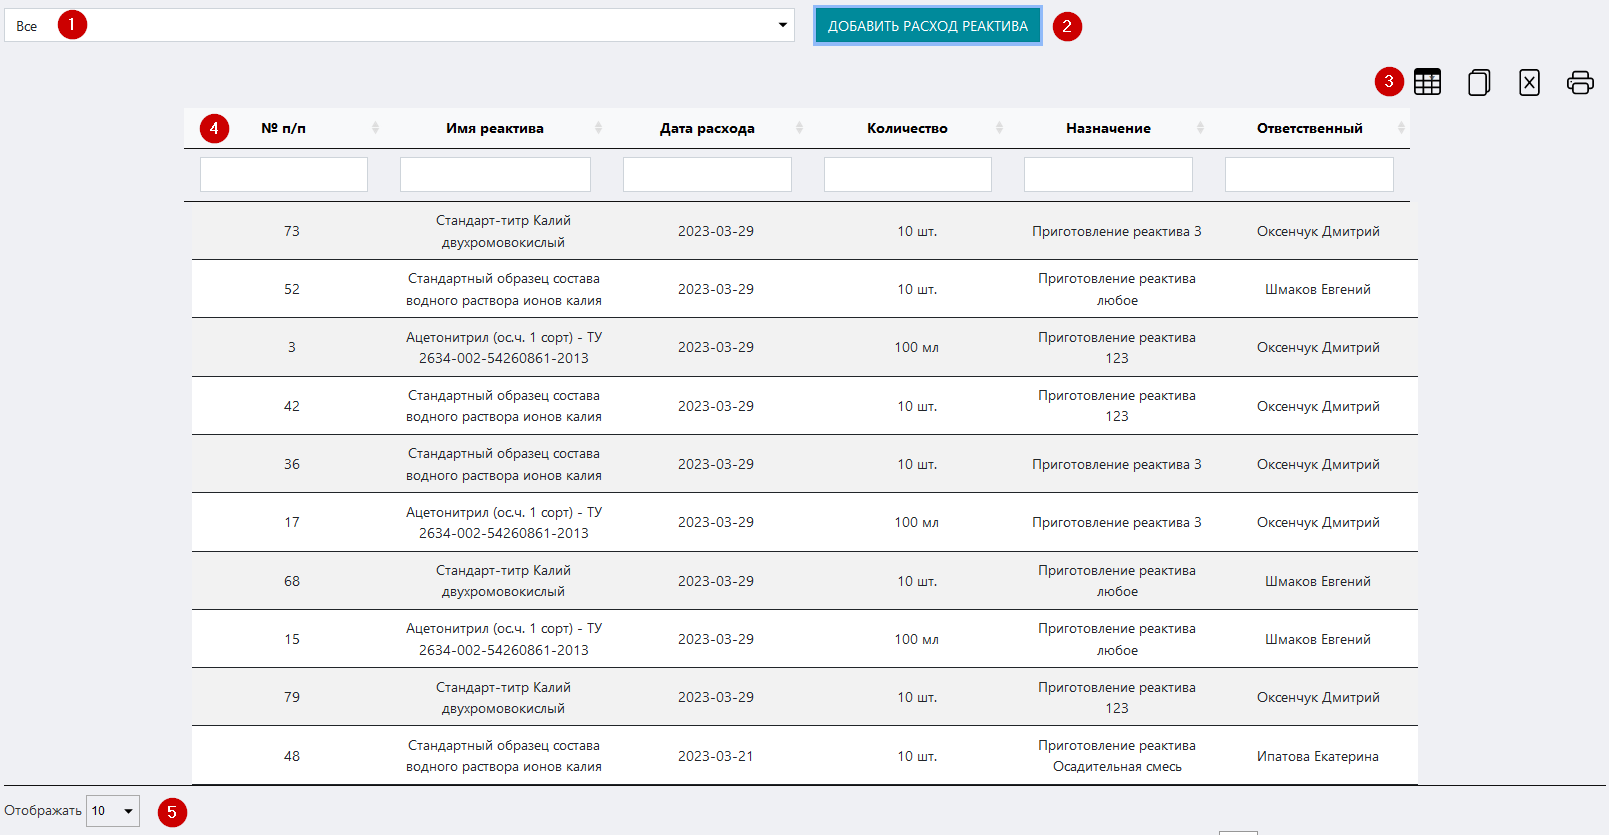 Все 1
ДОБАВИТЬ РАСХОД РЕАКТИВА 2
3
4 № п/п Имя реактива Дата расхода Количество Назначение Ответственный
73 Стандарт-титр Калий двухромовокислый 2023-03-29 10 шт. Приготовление реактива 3 Оксенчук Дмитрий
52 Стандартный образец состава водного раствора ионов калия 2023-03-29 10 шт. Приготовление реактива любое Шмаков Евгений
3 Ацетонитрил (ос.ч. 1 сорт) - ТУ 2634-002-54260861-2013 2023-03-29 100 мл Приготовление реактива 123 Оксенчук Дмитрий
42 Стандартный образец состава водного раствора ионов калия 2023-03-29 10 шт. Приготовление реактива 123 Оксенчук Дмитрий
36 Стандартный образец состава водного раствора ионов калия 2023-03-29 10 шт. Приготовление реактива 3 Оксенчук Дмитрий
17 Ацетонитрил (ос.ч. 1 сорт) - ТУ 2634-002-54260861-2013 2023-03-29 100 мл Приготовление реактива 3 Оксенчук Дмитрий
68 Стандарт-титр Калий двухромовокислый 2023-03-29 10 шт. Приготовление реактива любое Шмаков Евгений
15 Ацетонитрил (ос.ч. 1 сорт) - ТУ 2634-002-54260861-2013 2023-03-29 100 мл Приготовление реактива любое Шмаков Евгений
79 Стандарт-титр Калий двухромовокислый 2023-03-29 10 шт. Приготовление реактива 123 Оксенчук Дмитрий
48 Стандартный образец состава водного раствора ионов калия 2023-03-21 10 шт. Приготовление реактива Осадительная смесь Ипатова Екатерина
Отображать 10 5